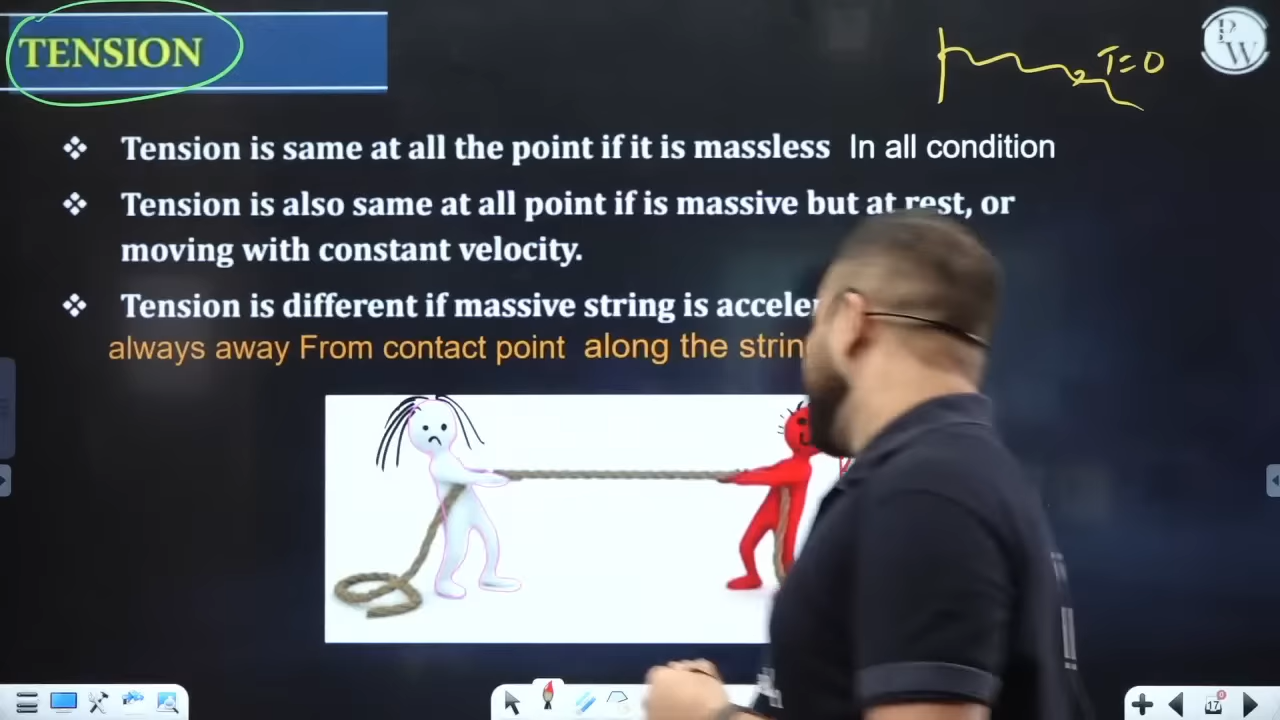 TENSION
T=0
PW
Tension is same at all the point if it is massless In all condition
Tension is also same at all point if is massive but at rest, or
moving with constant velocity.
Tension is different if massive string is
always away From contact point along the
17